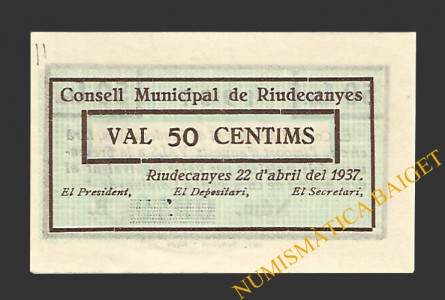 Consell Municipal de Riudecanyes
VAL 50 CENTIMS
Riudecanyes 22 d'abril del 1937.
El President, El Depositari, El Secretari,
NUMISMÀTICA BAIGET